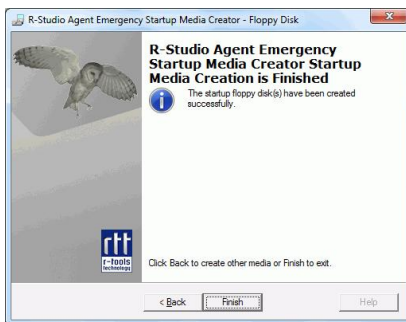 R-Studio Agent Emergency Startup Media Creator - Floppy Disk
R-Studio Agent Emergency
Startup Media Creator Startup
Media Creation is Finished
The startup floppy disk(s) have been created
successfully.
rtt
r-tools
technology
Click Back to create other media or Finish to exit.
< Back
Finish
Help